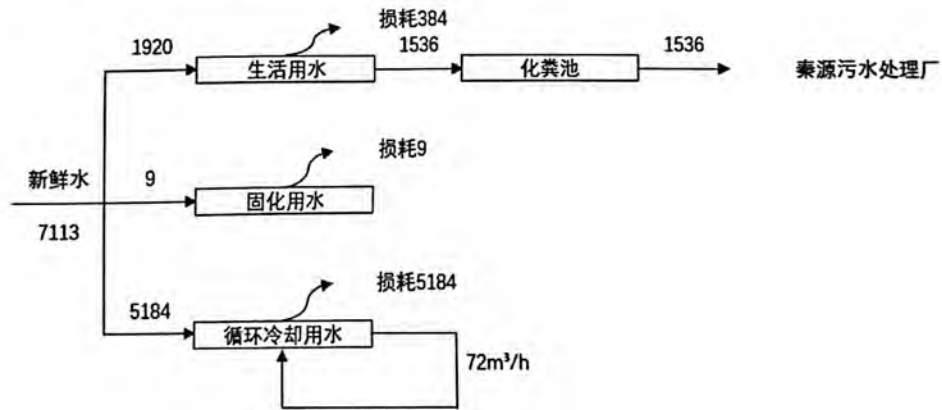 损耗384
1920
1536
1536
生活用水
化粪池
秦源污水处理厂
损耗9
新鲜水
9
固化用水
7113
损耗5184
5184
循环冷却用水
72m³/h